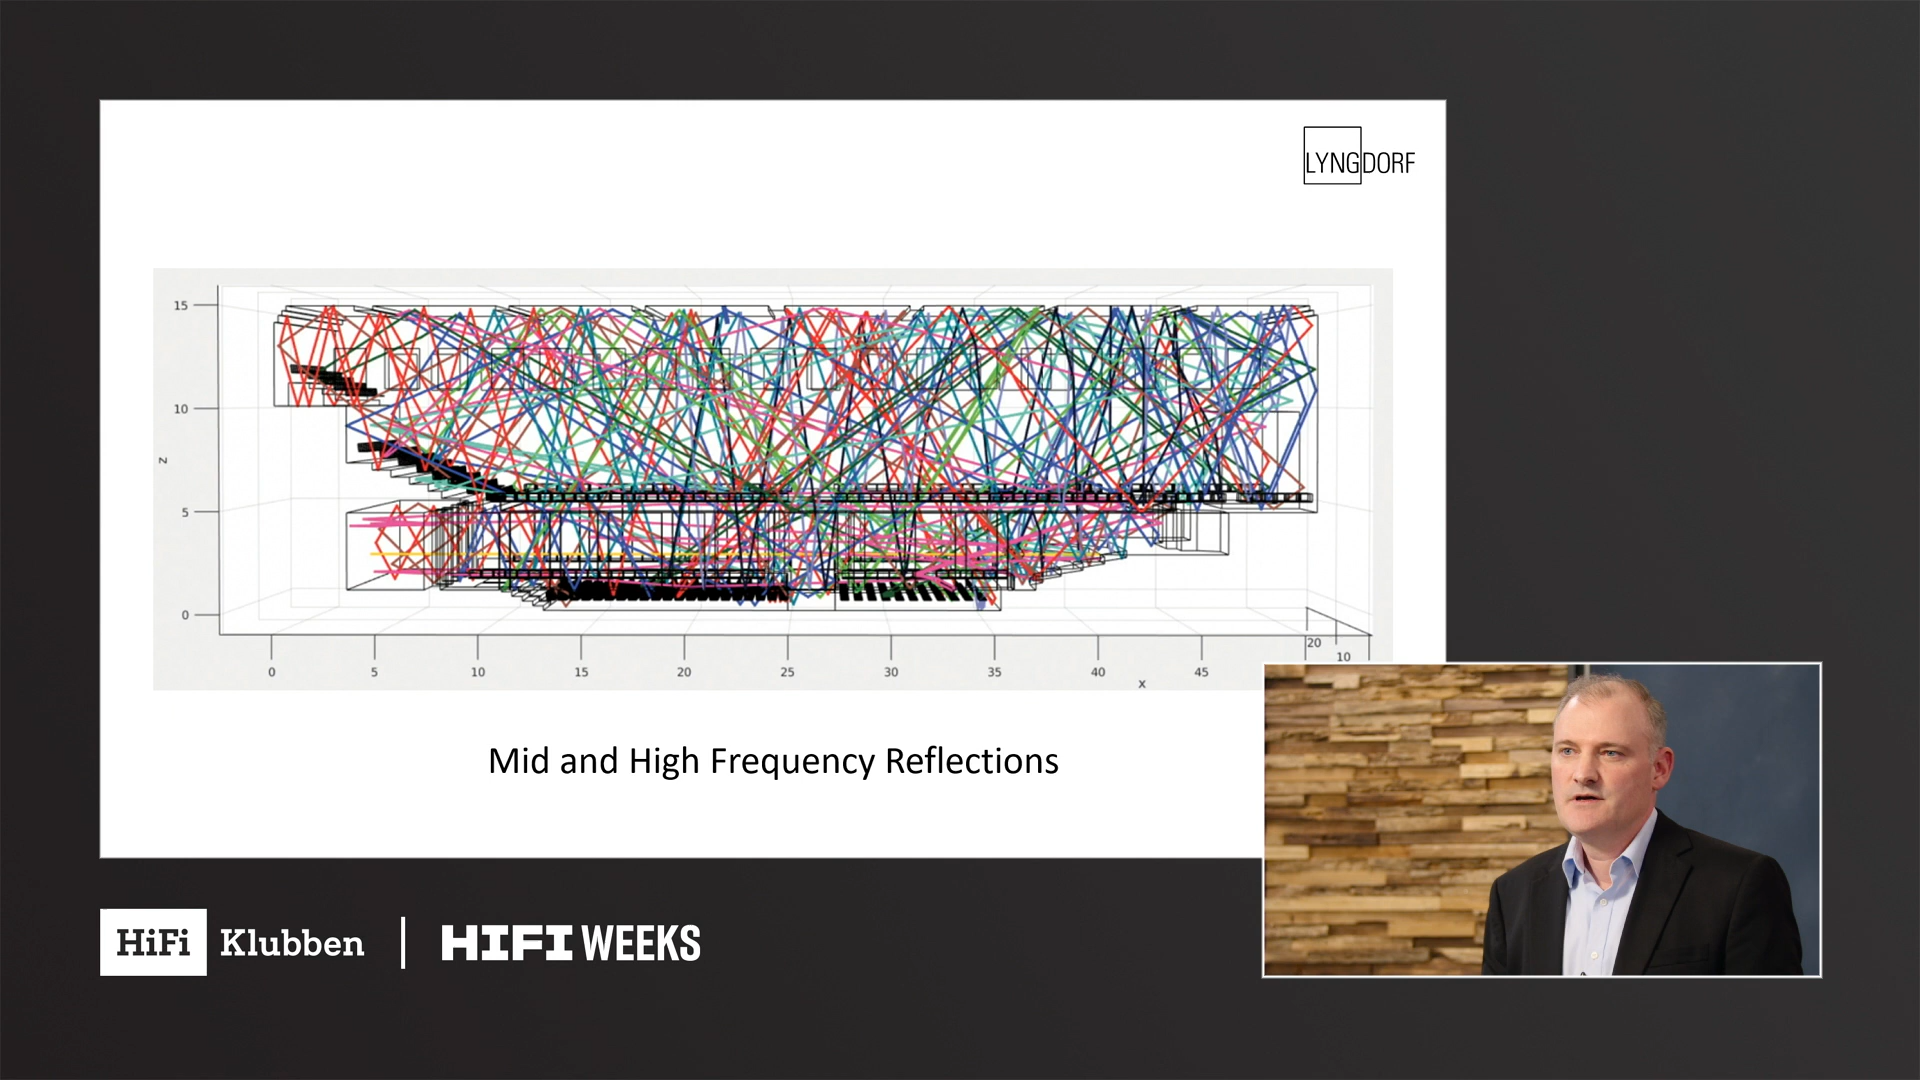 LYNGDORF
15
10
5
0
z
0 5 10 15 20 25 30 35 40 45
x
20
10
Mid and High Frequency Reflections
HiFi Klubben | HIFI WEEKS